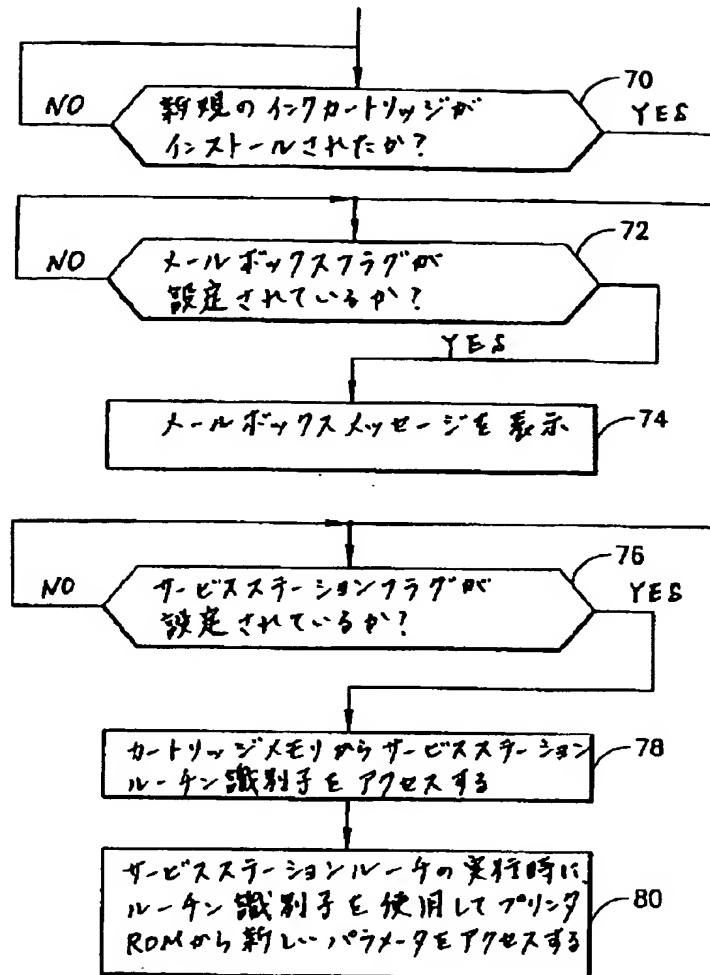 70
新規のインクカートリッジが
インストールされたか?
NO
YES
72
メールボックスフラグが
設定されているか?
NO
YES
メールボックスメッセージを表示
74
76
サービスステーションフラグが
設定されているか?
NO
YES
カートリッジメモリからサービスステーション
ルーチン識別子をアクセスする
78
サービスステーションルーチの実行時に、
ルーチン識別子を使用してプリンタ
ROMから新しいパラメータをアクセスする
80